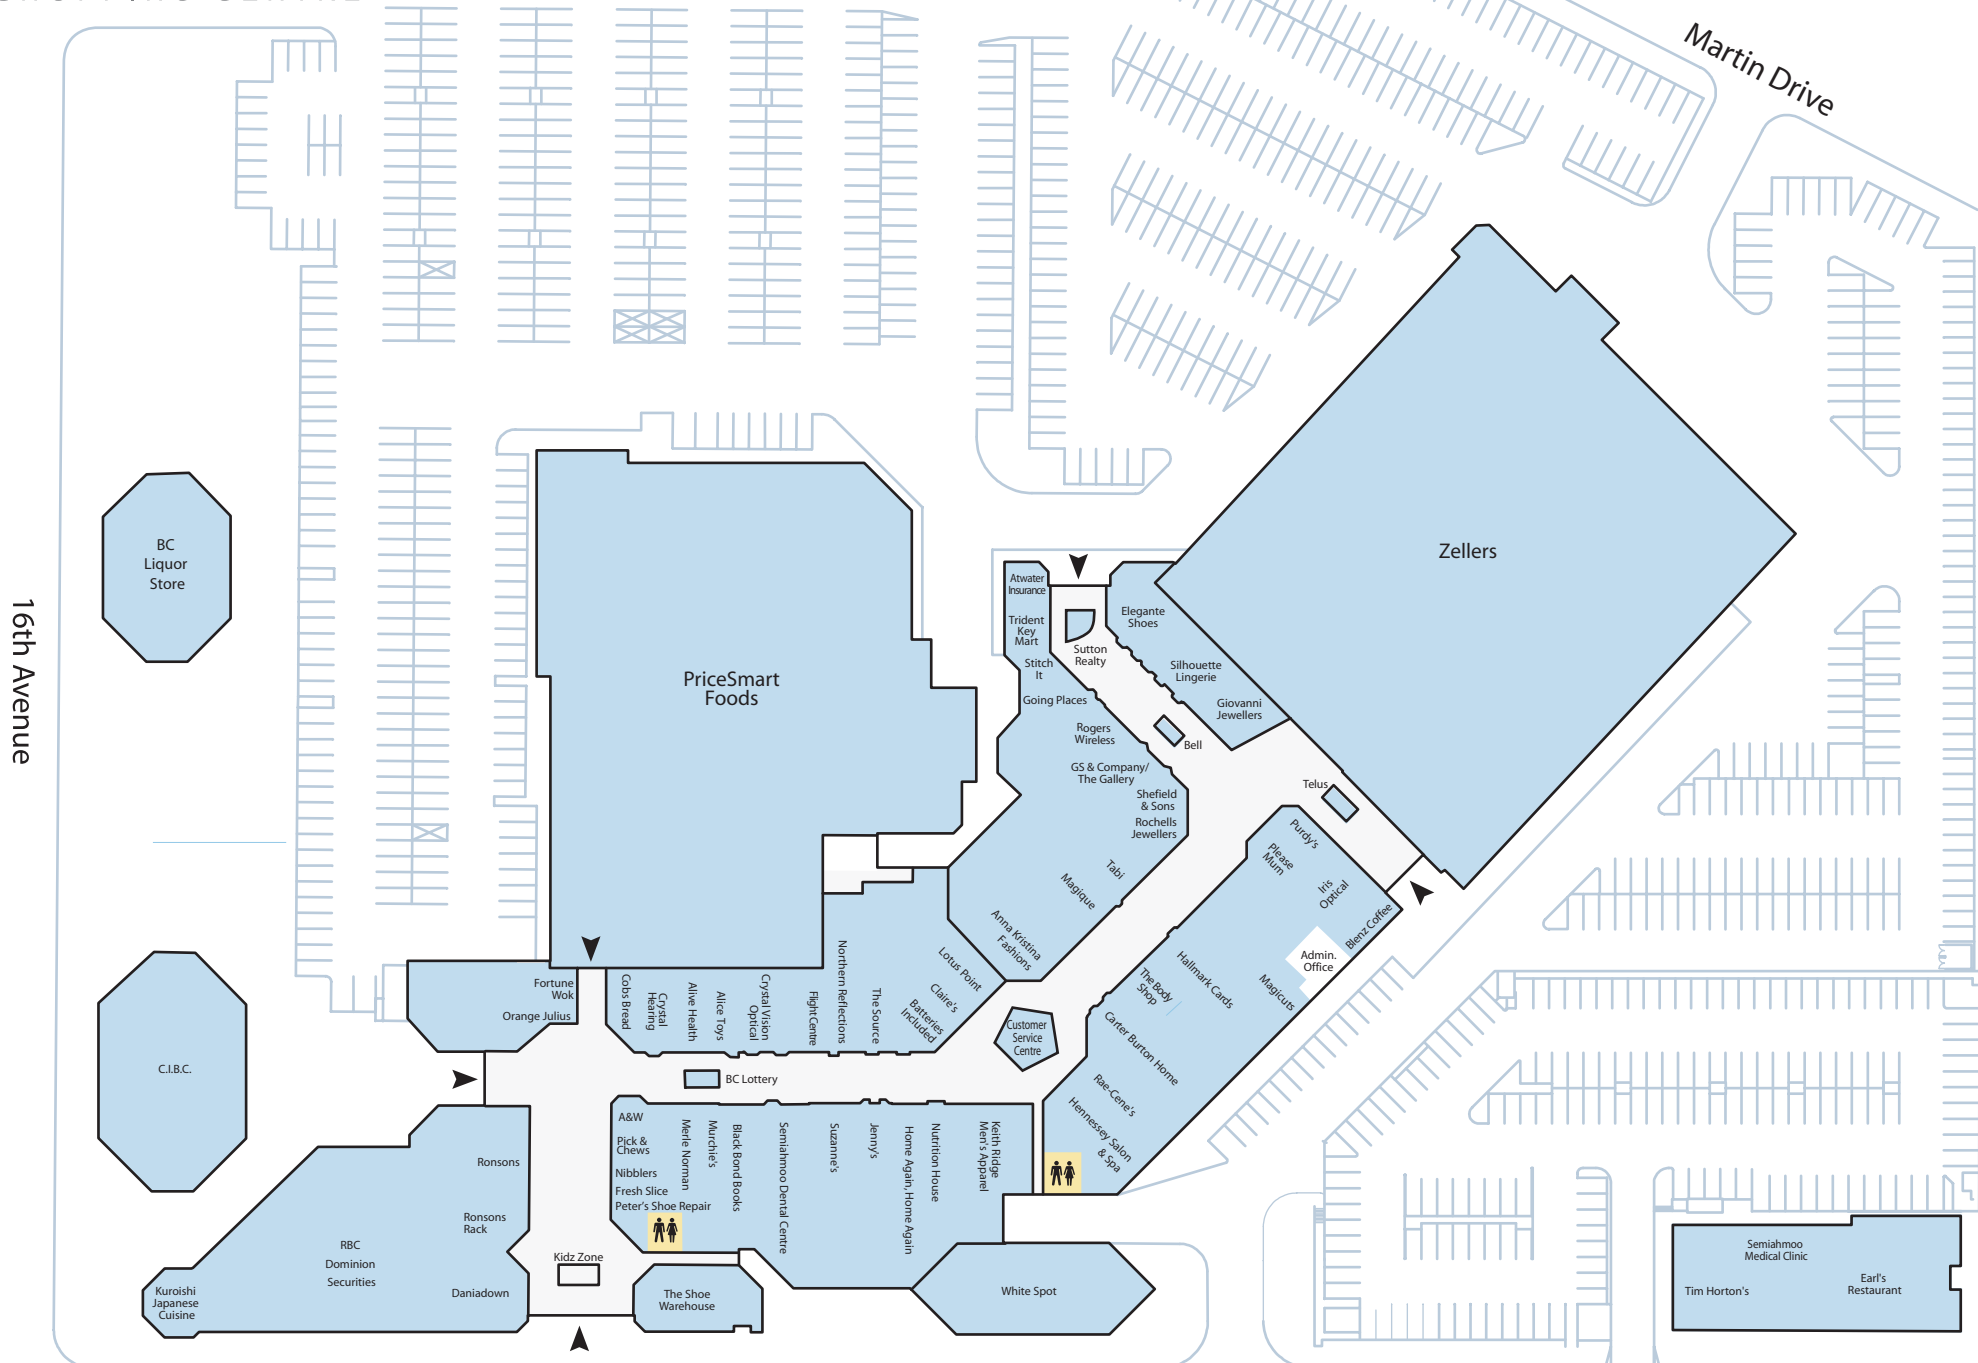 Martin Drive
16th Avenue
BC
Liquor
Store
C.I.B.C.
PriceSmart
Foods
Zellers
Atwater
Insurance
Trident
Key
Mart
Stitch
It
Going Places
Rogers
Wireless
GS & Company/
The Gallery
Shefield
& Sons
Rochells
Jewellers
Tabi
Magique
Anna Kristina
Fashions
Sutton
Realty
Elegante
Shoes
Silhouette
Lingerie
Giovanni
Jewellers
Bell
Telus
Purdy's
Please
Mum
Iris
Optical
Blenz Coffee
Admin.
Office
Magicuts
Hallmark Cards
The Body
Shop
Carter Burton Home
Rae-Cene's
Hennessey Salon
& Spa
Customer
Service
Centre
Fortune
Wok
Orange Julius
Cobs Bread
Crystal
Hearing
Alive Health
Alice Toys
Crystal Vision
Optical
Flight Centre
Northern Reflections
The Source
Batteries
Included
Claire's
Lotus Point
BC Lottery
A&W
Pick &
Chews
Nibblers
Fresh Slice
Peter's Shoe Repair
Merle Norman
Murchie's
Black Bond Books
Semiahmoo Dental Centre
Suzanne's
Jenny's
Home Again, Home Again
Nutrition House
Keith Ridge
Men's Apparel
Ronsons
Ronsons
Rack
Daniadown
RBC
Dominion
Securities
Kuroishi
Japanese
Cuisine
Kidz Zone
The Shoe
Warehouse
White Spot
Semiahmoo
Medical Clinic
Tim Horton's
Earl's
Restaurant